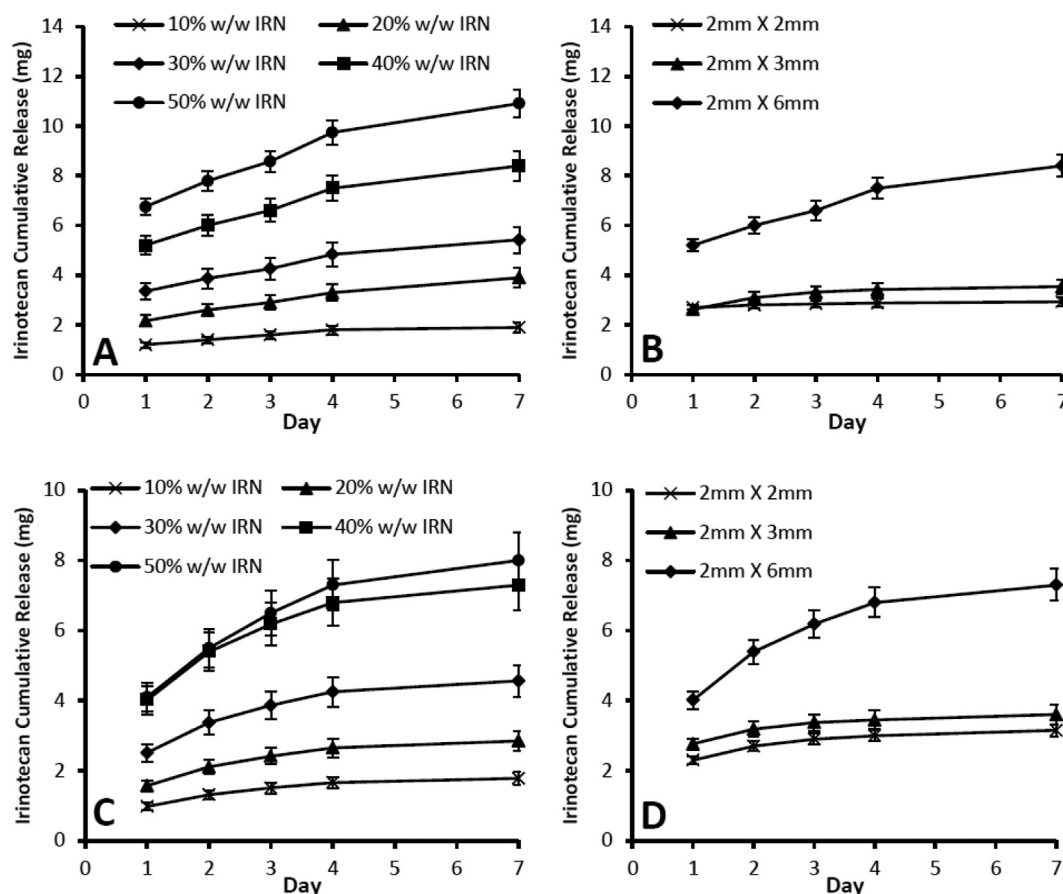 14
12
10
8
6
4
2
0
Irinotecan Cumulative Release (mg)
10% w/w IRN
20% w/w IRN
30% w/w IRN
40% w/w IRN
50% w/w IRN
A
0 1 2 3 4 5 6 7
Day
14
12
10
8
6
4
2
0
Irinotecan Cumulative Release (mg)
2mm X 2mm
2mm X 3mm
2mm X 6mm
B
0 1 2 3 4 5 6 7
Day
10
8
6
4
2
0
Irinotecan Cumulative Release (mg)
10% w/w IRN
20% w/w IRN
30% w/w IRN
40% w/w IRN
50% w/w IRN
C
0 1 2 3 4 5 6 7
Day
10
8
6
4
2
0
Irinotecan Cumulative Release (mg)
2mm X 2mm
2mm X 3mm
2mm X 6mm
D
0 1 2 3 4 5 6 7
Day